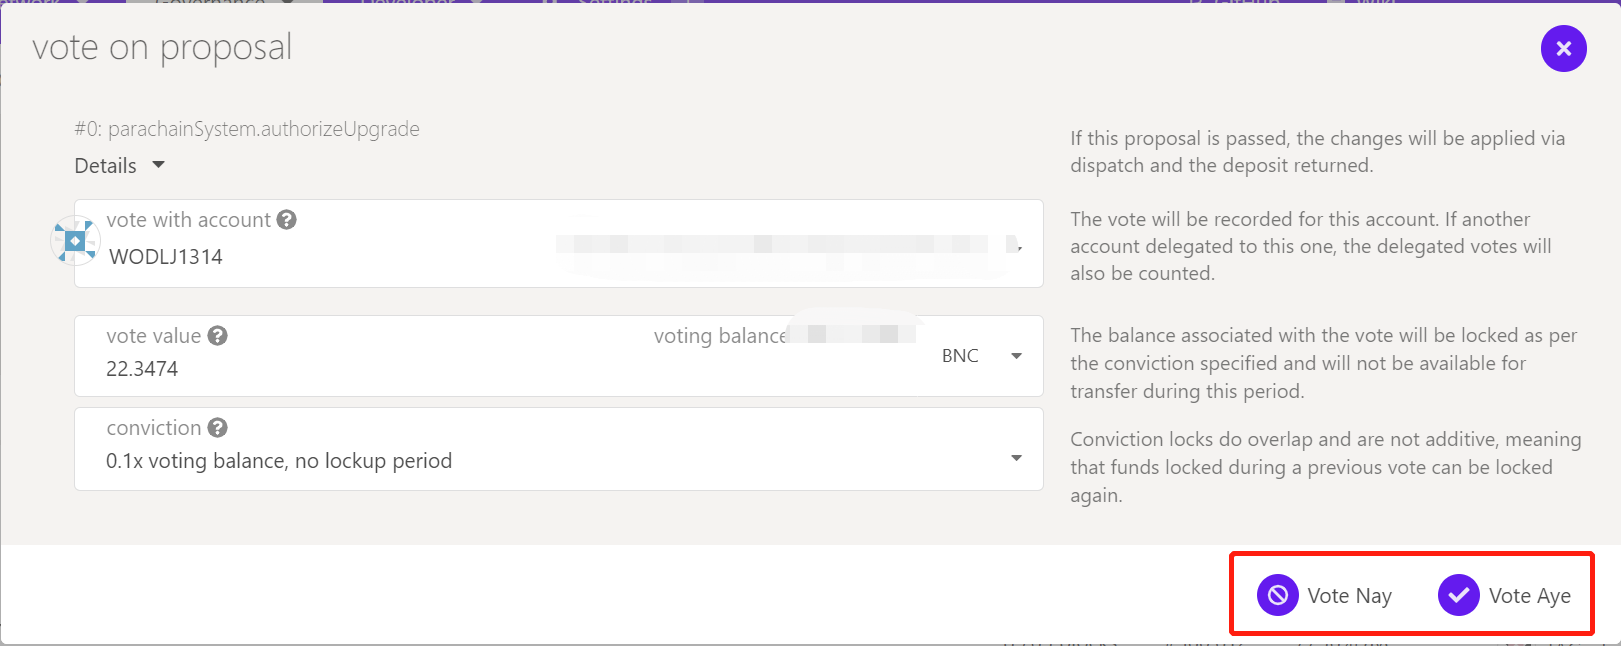 vote on proposal
#0: parachainSystem.authorizeUpgrade
Details
If this proposal is passed, the changes will be applied via
dispatch and the deposit returned.
vote with account
WODLJ1314
The vote will be recorded for this account. If another
account delegated to this one, the delegated votes will
also be counted.
vote value
22.3474
voting balance
BNC
The balance associated with the vote will be locked as per
the conviction specified and will not be available for
transfer during this period.
conviction
0.1x voting balance, no lockup period
Conviction locks do overlap and are not additive, meaning
that funds locked during a previous vote can be locked
again.
Vote Nay
Vote Aye